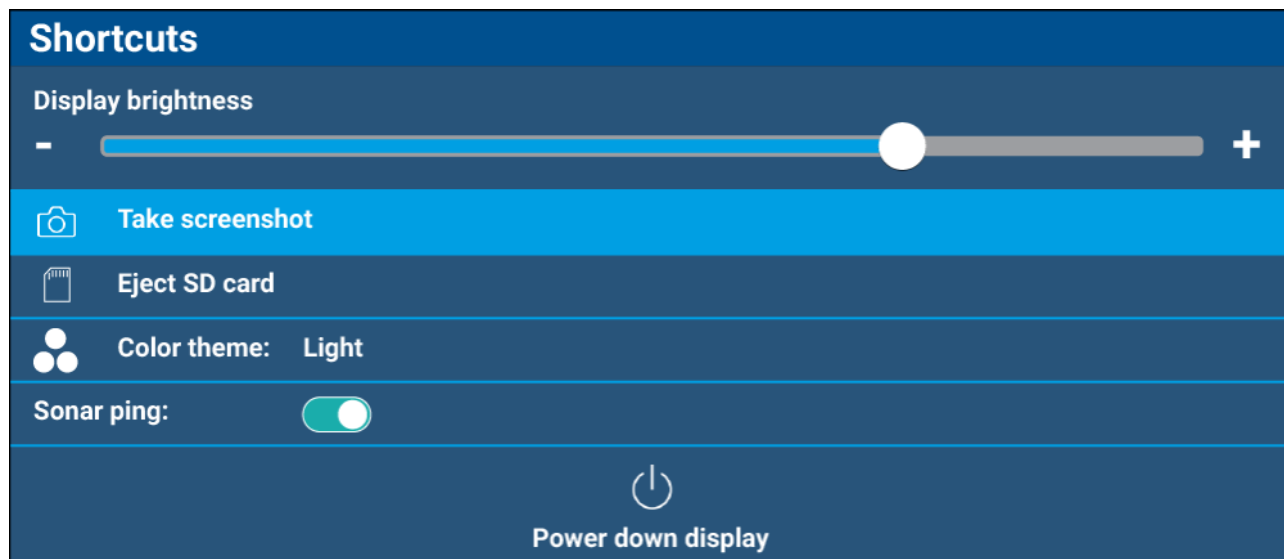 Shortcuts
Display brightness
- +
Take screenshot
Eject SD card
Color theme: Light
Sonar ping:
Power down display